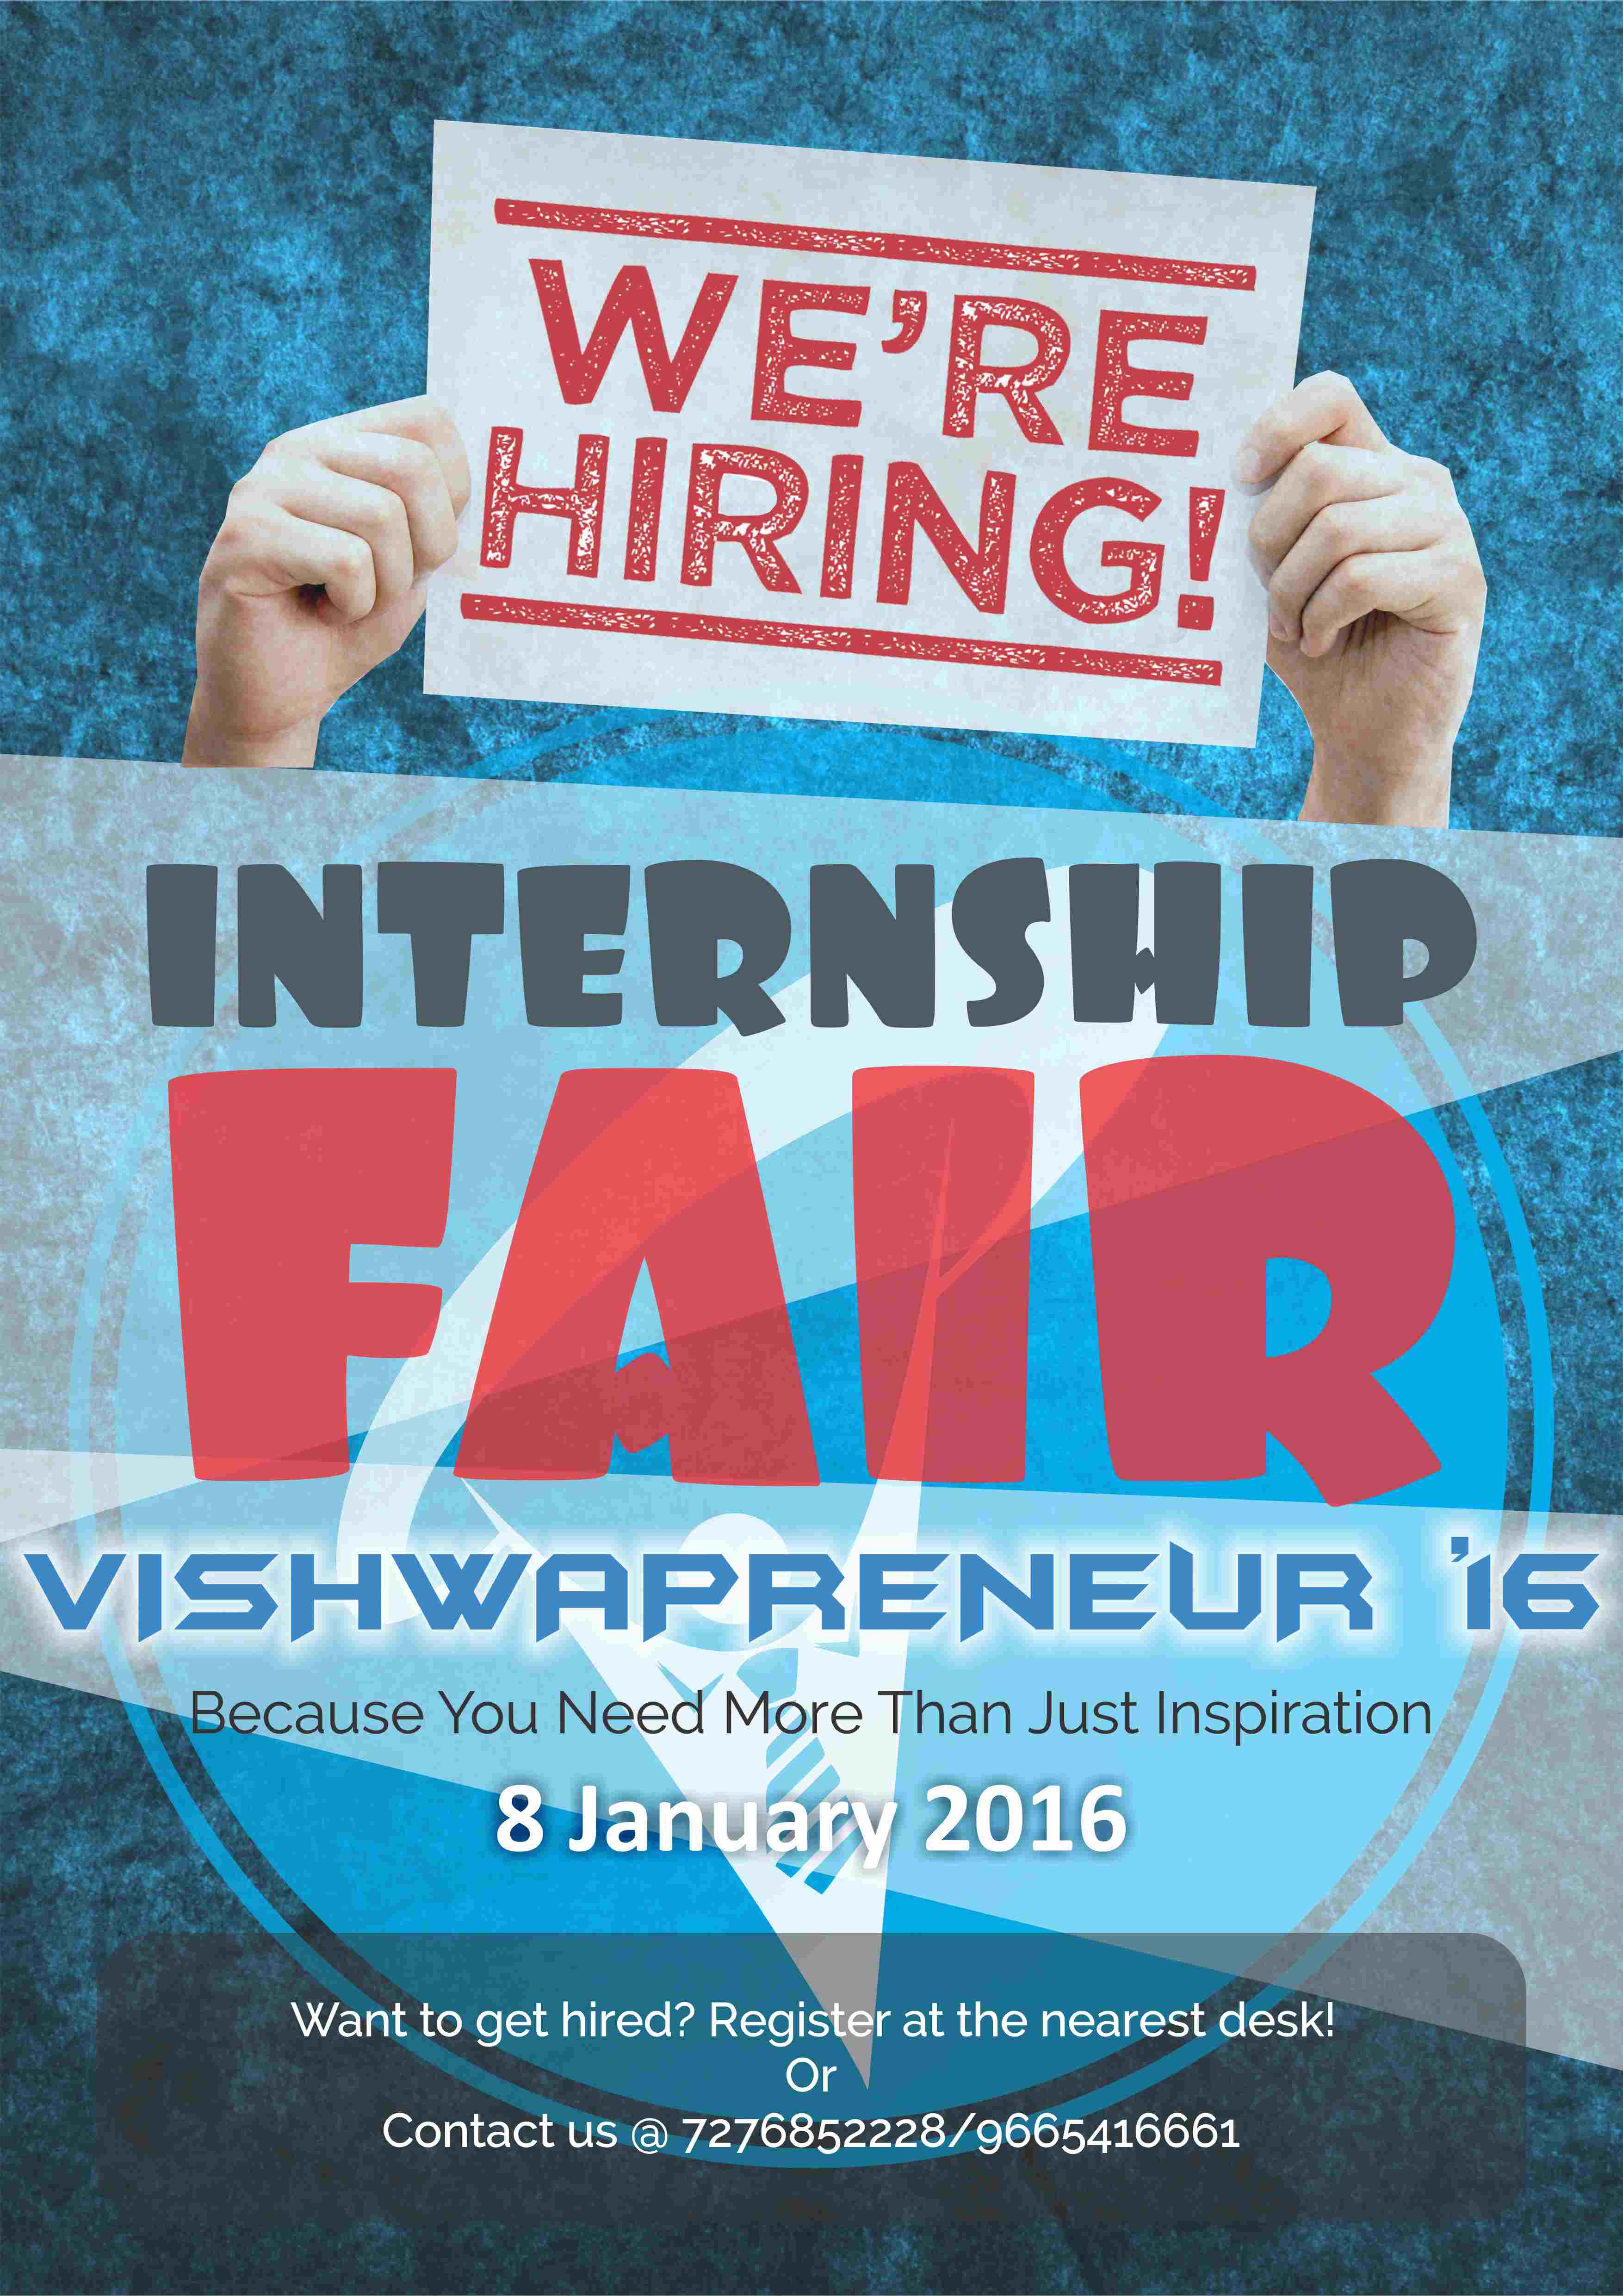 WE'RE
HIRING!
INTERNSHIP
FAIR
VISHWAPRENEUR '16
Because You Need More Than Just Inspiration
8 January 2016
Want to get hired? Register at the nearest desk!
Or
Contact us @ 7276852228/9665416661